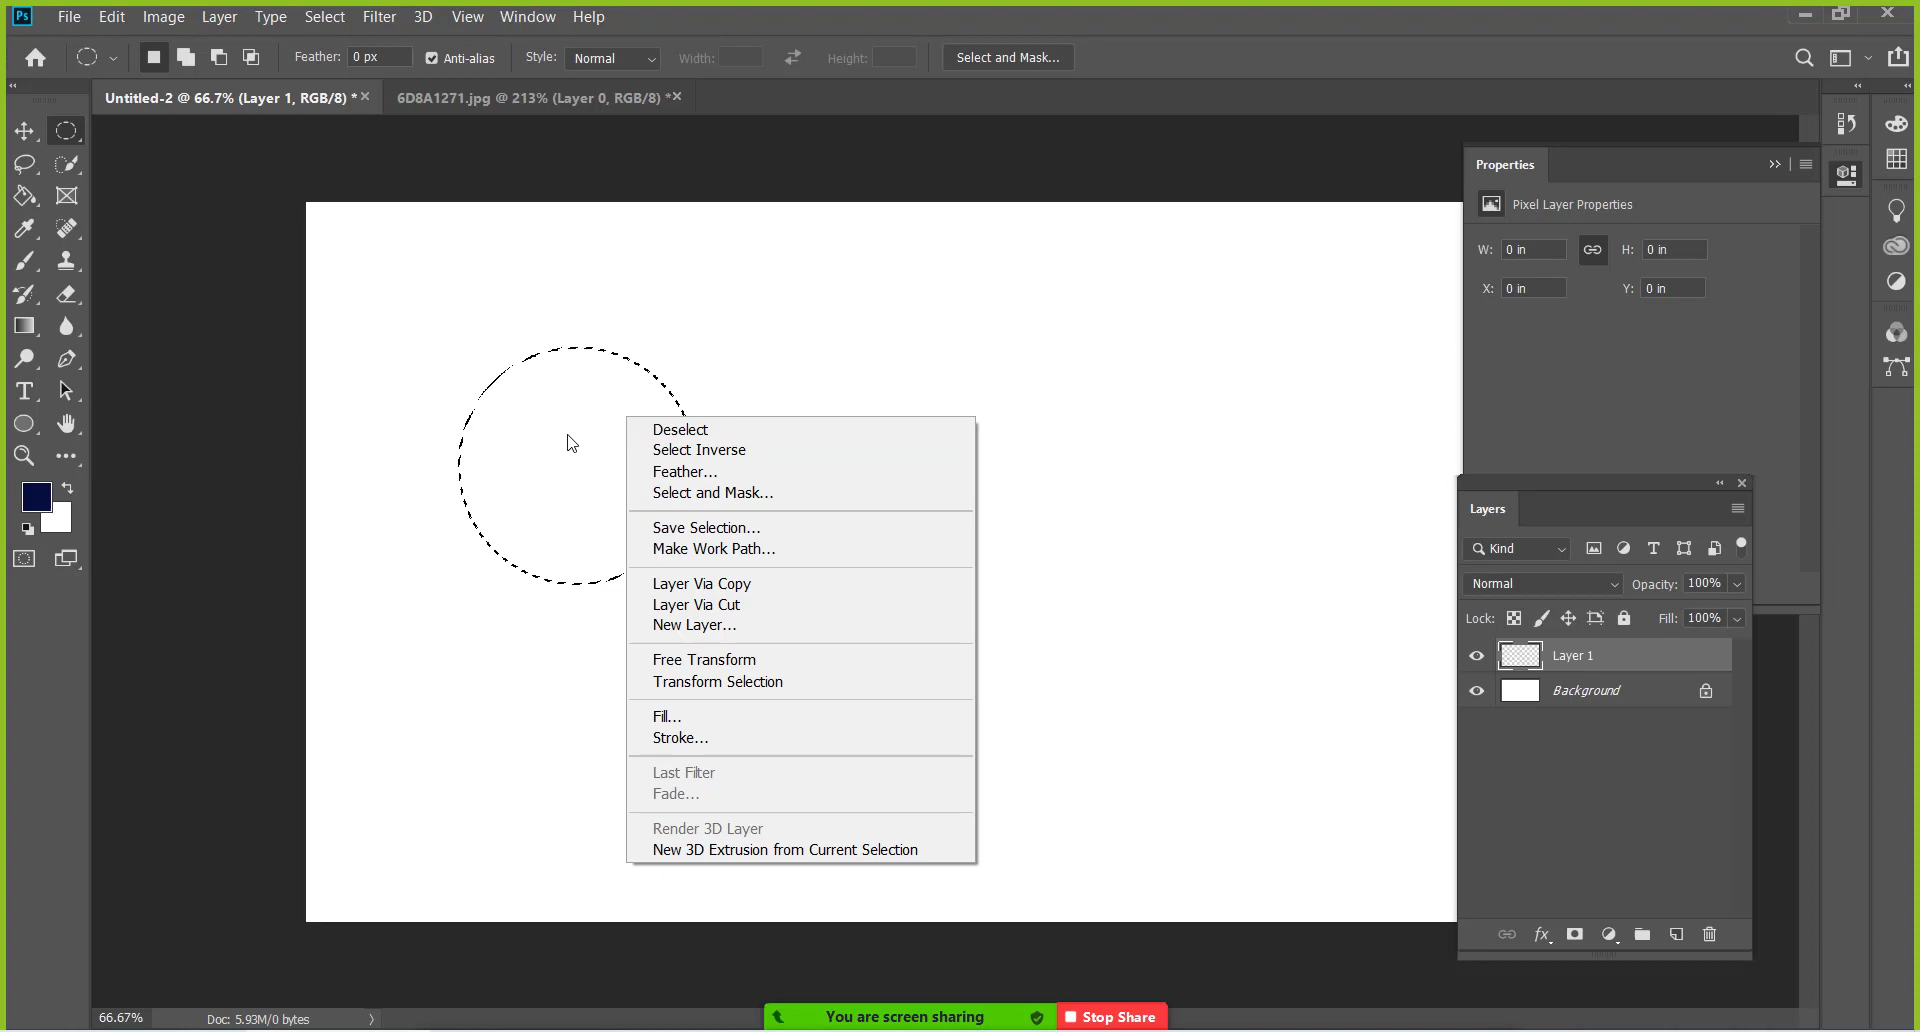 Ps File Edit Image Layer Type Select Filter 3D View Window Help
Feather: 0 px Anti-alias Style: Normal Width: Height: Select and Mask...
Untitled-2 @ 66.7% (Layer 1, RGB/8) * 6D8A1271.jpg @ 213% (Layer 0, RGB/8) *
Properties
Pixel Layer Properties
W: 0 in H: 0 in
X: 0 in Y: 0 in
Deselect
Select Inverse
Feather...
Select and Mask...
Save Selection...
Make Work Path...
Layer Via Copy
Layer Via Cut
New Layer...
Free Transform
Transform Selection
Fill...
Stroke...
Last Filter
Fade...
Render 3D Layer
New 3D Extrusion from Current Selection
Layers
Kind
Normal Opacity: 100%
Lock: Fill: 100%
Layer 1
Background
fx
66.67% Doc: 5.93M/0 bytes
You are screen sharing Stop Share